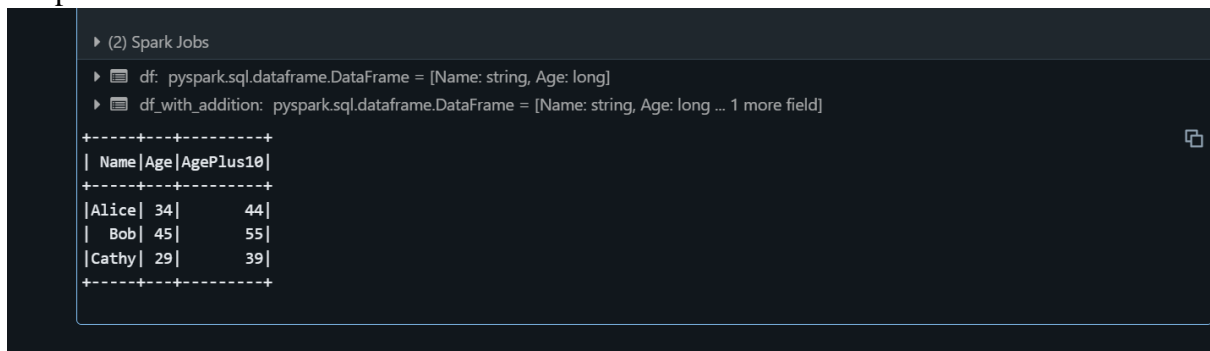 (2) Spark Jobs
df: pyspark.sql.dataframe.DataFrame = [Name: string, Age: long]
df_with_addition: pyspark.sql.dataframe.DataFrame = [Name: string, Age: long ... 1 more field]
+-----+---+---------+
| Name|Age|AgePlus10|
+-----+---+---------+
|Alice| 34|       44|
|  Bob| 45|       55|
|Cathy| 29|       39|
+-----+---+---------+